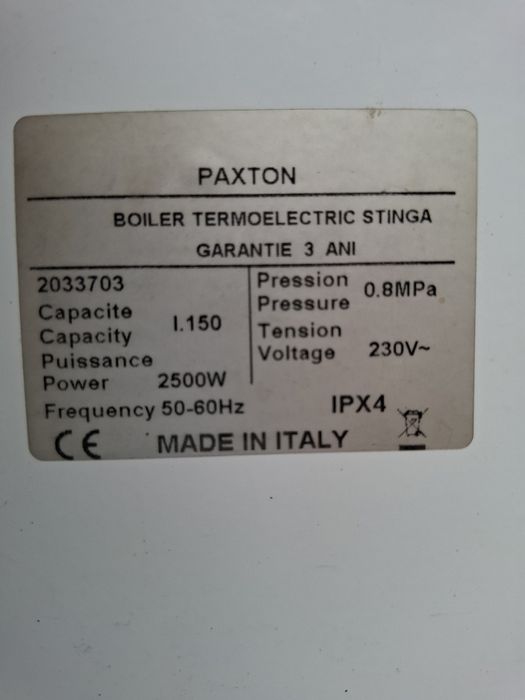 PAXTON
BOILER TERMOELECTRIC STINGA
GARANTIE 3 ANI
2033703
Capacite
Capacity I.150
Puissance
Power 2500W
Frequency 50-60Hz
Pression
Pressure 0.8MPa
Tension
Voltage 230V~
IPX4
CE MADE IN ITALY